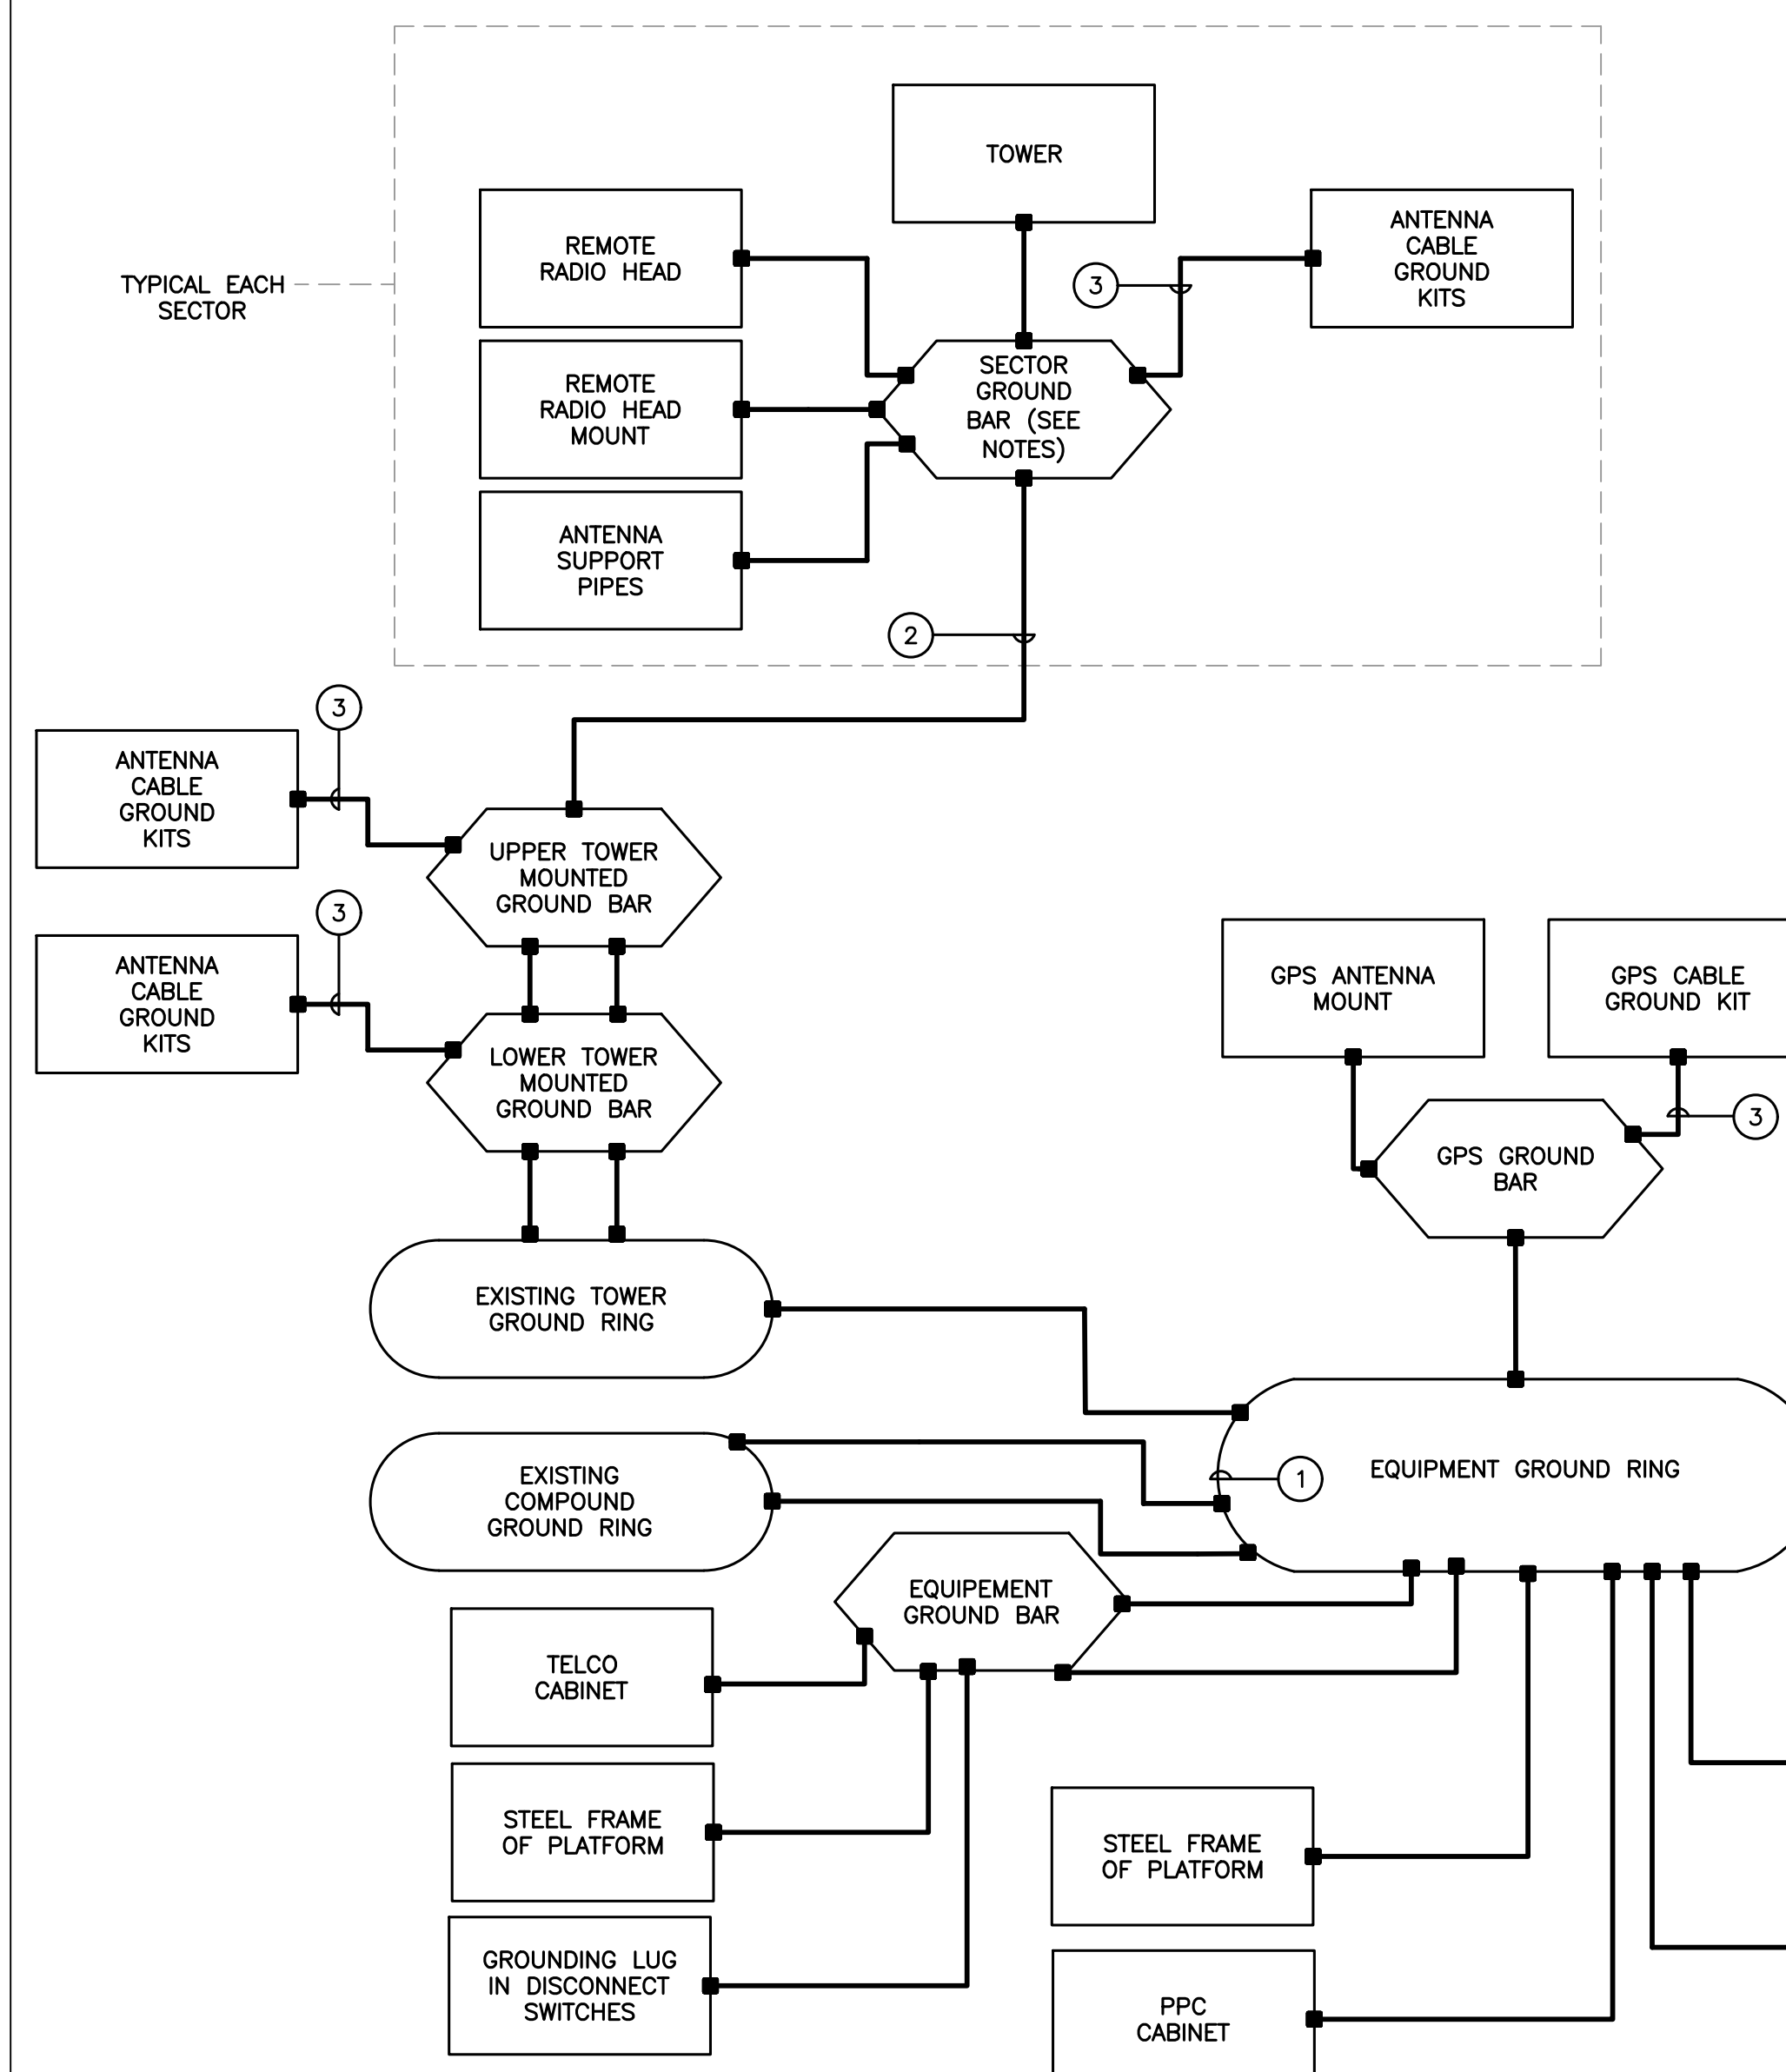 TOWER
REMOTE
RADIO HEAD
ANTENNA
CABLE
GROUND
KITS
TYPICAL EACH
SECTOR
3
REMOTE
RADIO HEAD
MOUNT
SECTOR
GROUND
BAR (SEE
NOTES)
ANTENNA
SUPPORT
PIPES
2
3
ANTENNA
CABLE
GROUND
KITS
UPPER TOWER
MOUNTED
GROUND BAR
3
ANTENNA
CABLE
GROUND
KITS
LOWER TOWER
MOUNTED
GROUND BAR
GPS ANTENNA
MOUNT
GPS CABLE
GROUND KIT
3
GPS GROUND
BAR
EXISTING TOWER
GROUND RING
EXISTING
COMPOUND
GROUND RING
1
EQUIPMENT GROUND RING
EQUIPEMENT
GROUND BAR
TELCO
CABINET
STEEL FRAME
OF PLATFORM
STEEL FRAME
OF PLATFORM
GROUNDING LUG
IN DISCONNECT
SWITCHES
PPC
CABINET